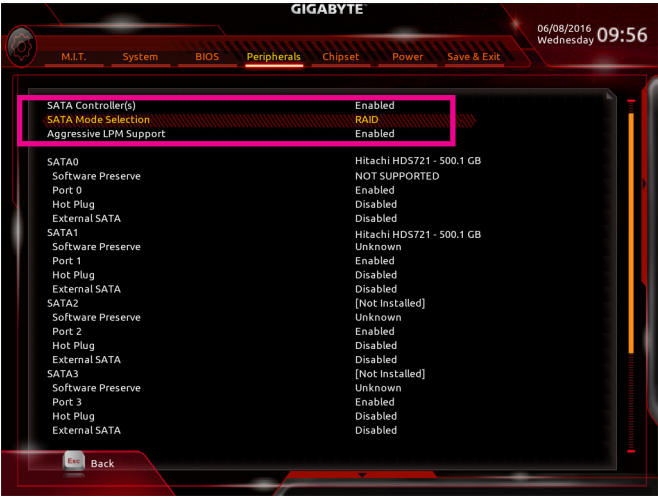 GIGABYTE™
06/08/2016
Wednesday 09:56
M.I.T. System BIOS Peripherals Chipset Power Save & Exit
SATA Controller(s) Enabled
SATA Mode Selection RAID
Aggressive LPM Support Enabled
SATA0 Hitachi HDS721 - 500.1 GB
Software Preserve NOT SUPPORTED
Port 0 Enabled
Hot Plug Disabled
External SATA Disabled
SATA1 Hitachi HDS721 - 500.1 GB
Software Preserve Unknown
Port 1 Enabled
Hot Plug Disabled
External SATA Disabled
SATA2 [Not Installed]
Software Preserve Unknown
Port 2 Enabled
Hot Plug Disabled
External SATA Disabled
SATA3 [Not Installed]
Software Preserve Unknown
Port 3 Enabled
Hot Plug Disabled
External SATA Disabled
Esc Back